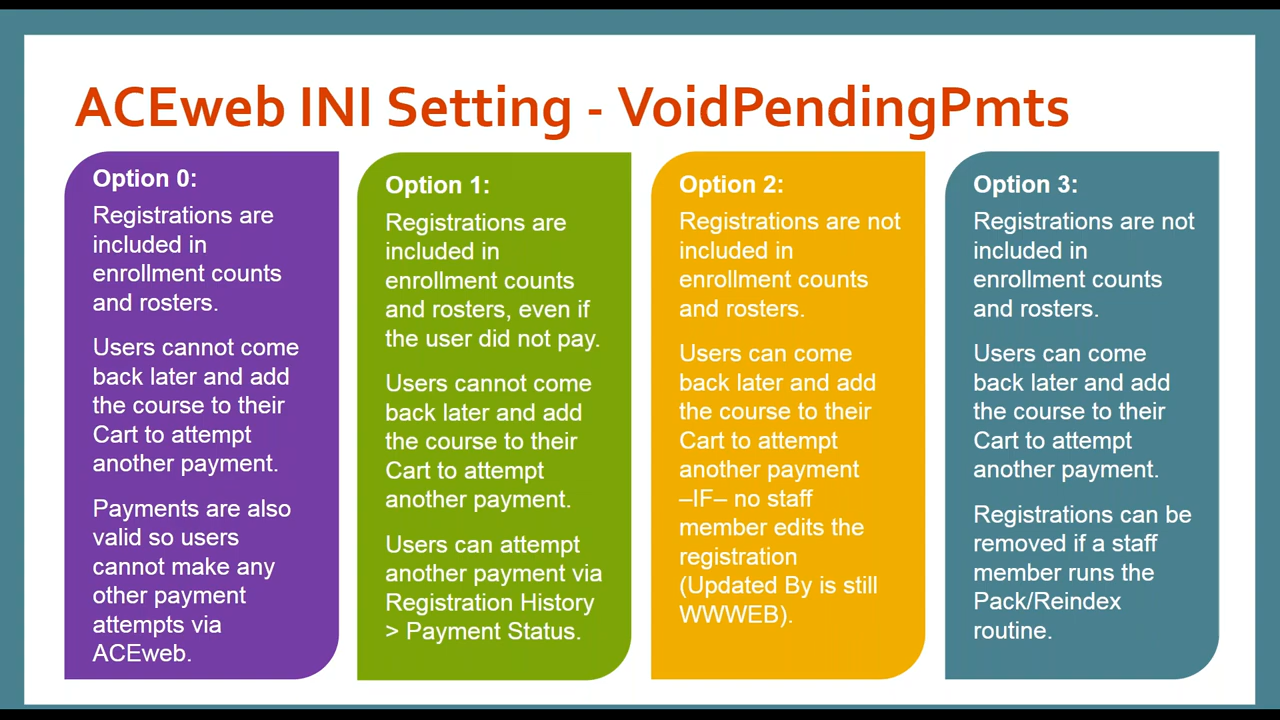 ACEweb INI Setting - VoidPendingPmts
Option 0:
Registrations are
included in
enrollment counts
and rosters.
Users cannot come
back later and add
the course to their
Cart to attempt
another payment.
Payments are also
valid so users
cannot make any
other payment
attempts via
ACEweb.
Option 1:
Registrations are
included in
enrollment counts
and rosters, even if
the user did not pay.
Users cannot come
back later and add
the course to their
Cart to attempt
another payment.
Users can attempt
another payment via
Registration History
> Payment Status.
Option 2:
Registrations are not
included in
enrollment counts
and rosters.
Users can come
back later and add
the course to their
Cart to attempt
another payment
–IF– no staff
member edits the
registration
(Updated By is still
WWWEB).
Option 3:
Registrations are not
included in
enrollment counts
and rosters.
Users can come
back later and add
the course to their
Cart to attempt
another payment.
Registrations can be
removed if a staff
member runs the
Pack/Reindex
routine.